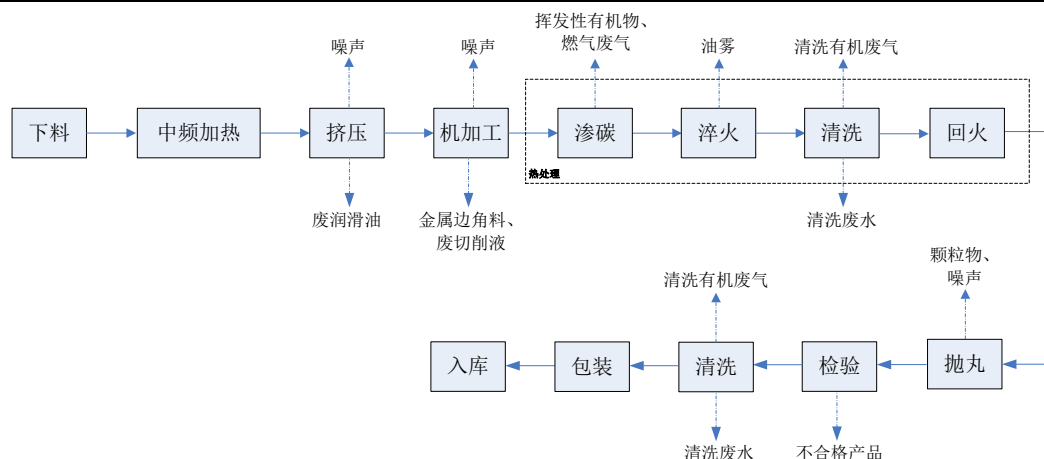 挥发性有机物、
燃气废气
噪声
噪声
油雾
清洗有机废气
下料
中频加热
挤压
机加工
渗碳
淬火
清洗
回火
热处理
废润滑油
金属边角料、
废切削液
清洗废水
颗粒物、
噪声
清洗有机废气
入库
包装
清洗
检验
抛丸
清洗废水
不合格产品